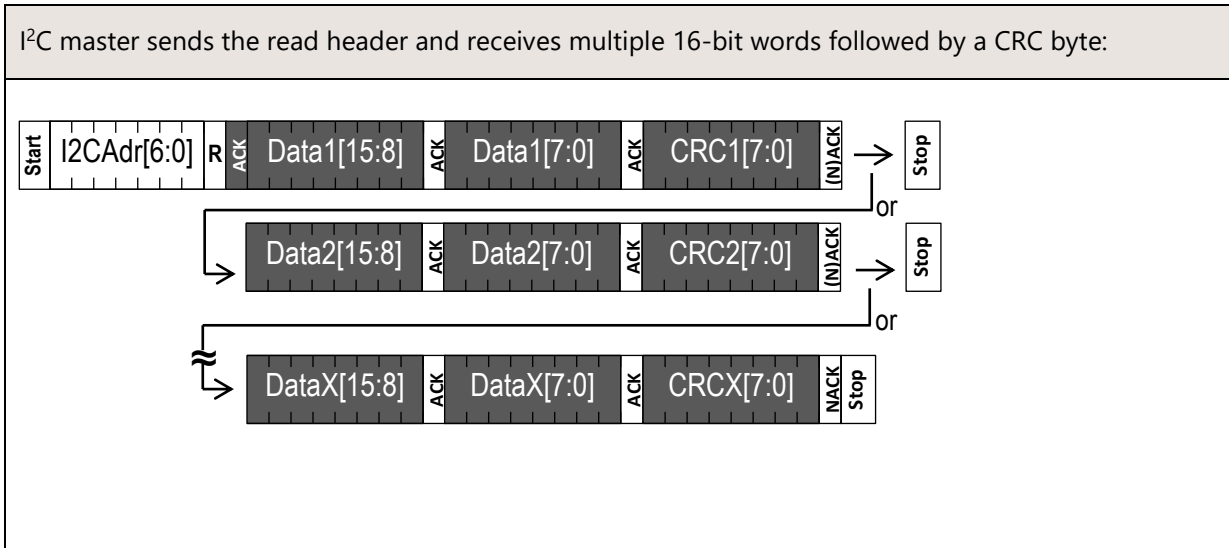 I²C master sends the read header and receives multiple 16-bit words followed by a CRC byte:
Start I2CAdr[6:0] R ACK Data1[15:8] ACK Data1[7:0] ACK CRC1[7:0] (N)ACK Stop
or
Data2[15:8] ACK Data2[7:0] ACK CRC2[7:0] (N)ACK Stop
or
≈
DataX[15:8] ACK DataX[7:0] ACK CRCX[7:0] NACK Stop